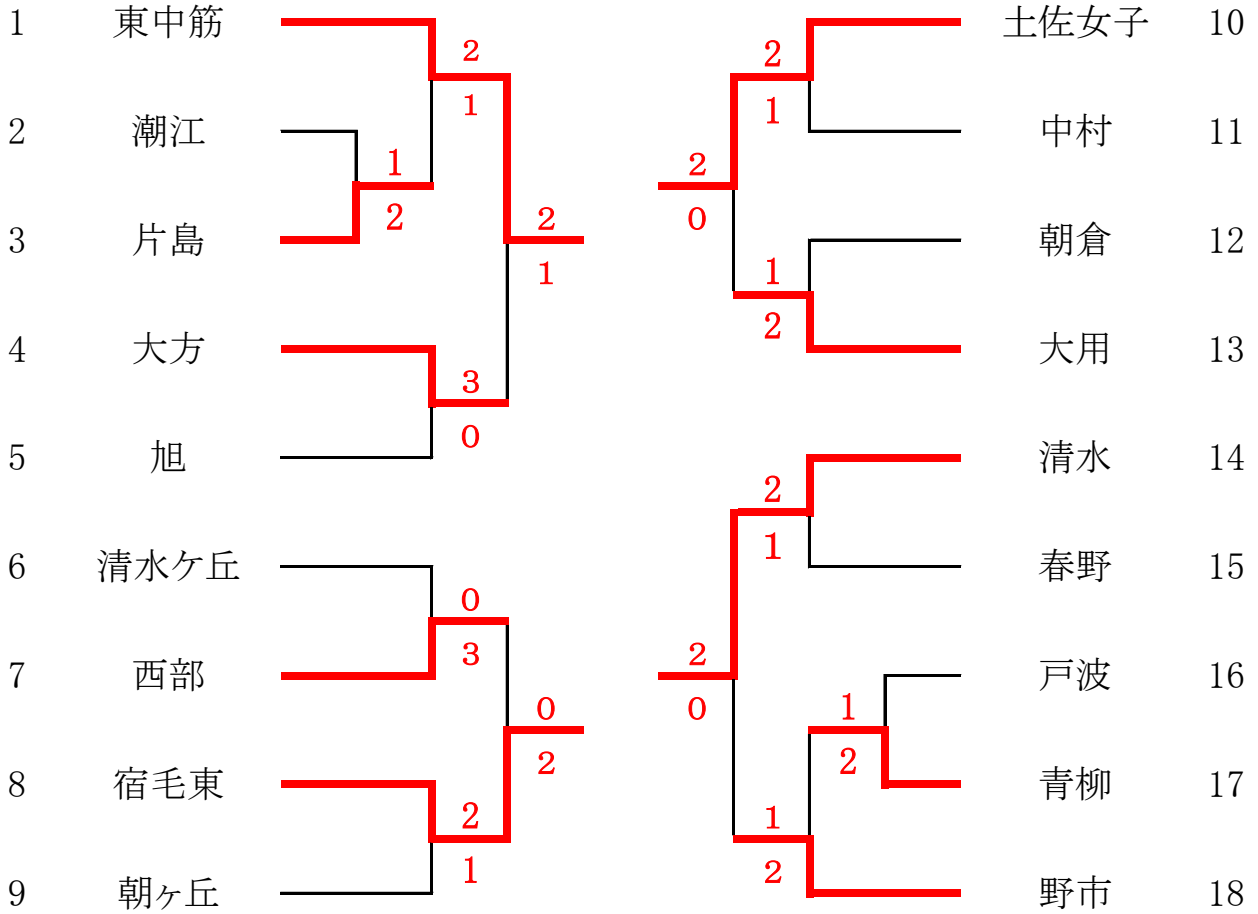 1 東中筋 土佐女子 10
2 2
1 1
2 潮江 中村 11
1 2
3 片島 2 2 0 朝倉 12
1 1
4 大方 2 大用 13
3
0
5 旭 清水 14
2
1
6 清水ケ丘 春野 15
0
7 西部 3 2 戸波 16
0 0 1
2 2
8 宿毛東 青柳 17
2 1
1 2
9 朝ヶ丘 野市 18